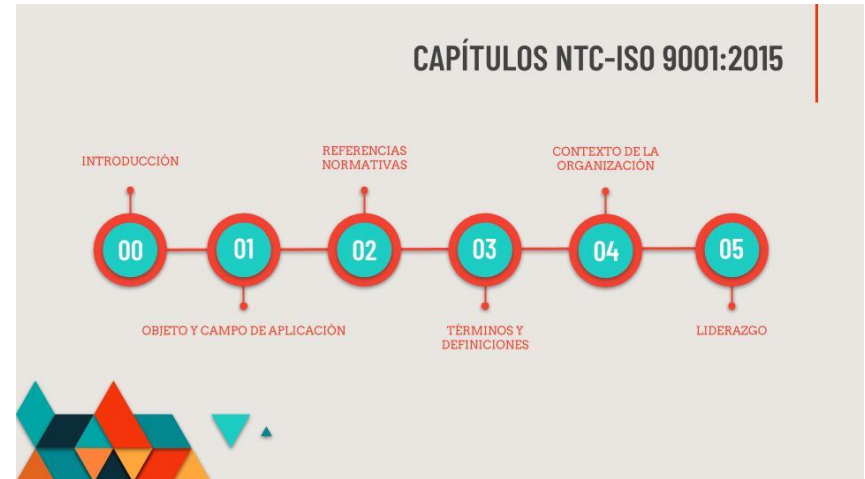 CAPÍTULOS NTC-ISO 9001:2015
INTRODUCCIÓN
REFERENCIAS
NORMATIVAS
CONTEXTO DE LA
ORGANIZACIÓN
00
01
02
03
04
05
OBJETO Y CAMPO DE APLICACIÓN
TÉRMINOS Y
DEFINICIONES
LIDERAZGO